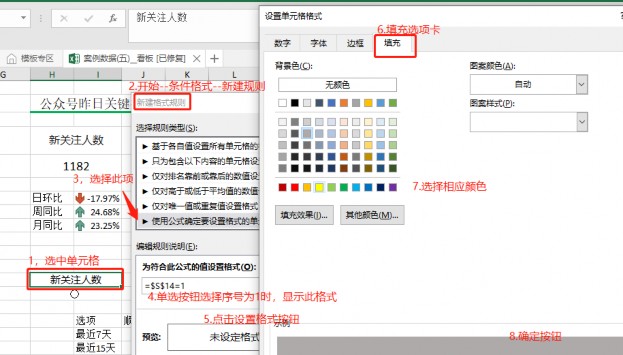 新关注人数
设置单元格格式
6.填充选项卡
数字
字体
边框
填充
模板专区
案例数据(五)_看板 [已修复]
G
H
I
J
K
L
2.开始--条件格式--新建规则
公众号昨日关键
新建格式规则
背景色(C):
无颜色
图案颜色(A):
自动
图案样式(P):
选择规则类型(S):
► 基于各自值设置所有单元格的
► 只为包含以下内容的单元格设
► 仅对排名靠前或靠后的数值设
► 仅对高于或低于平均值的数值
► 仅对唯一值或重复值设置格式
► 使用公式确定要设置格式的单
新关注人数
1182
3，选择此项
日环比
-17.97%
周同比
24.68%
月同比
23.25%
7.选择相应颜色
填充效果(I)...
其他颜色(M)...
编辑规则说明(E):
为符合此公式的值设置格式(O):
=$S$14=1
1，选中单元格
新关注人数
4.单选按钮选择序号为1时，显示此格式
5.点击设置格式按钮
示例
8.确定按钮
预览:
未设定格式
选项
最近7天
最近15天